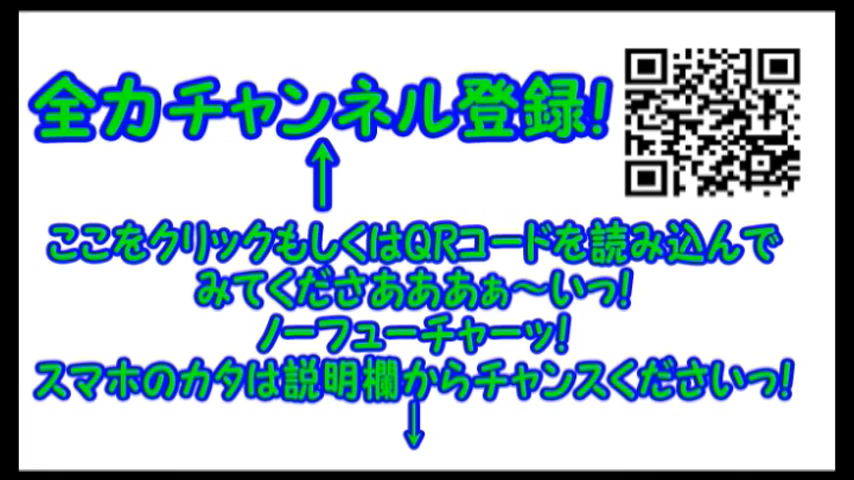 全力チャンネル登録!
↑
ここをクリックもしくはQRコードを読み込んで
みてくださあああぁ～いっ!
ノーフューチャーッ!
スマホのカタは説明欄からチャンスくださいっ!
↓